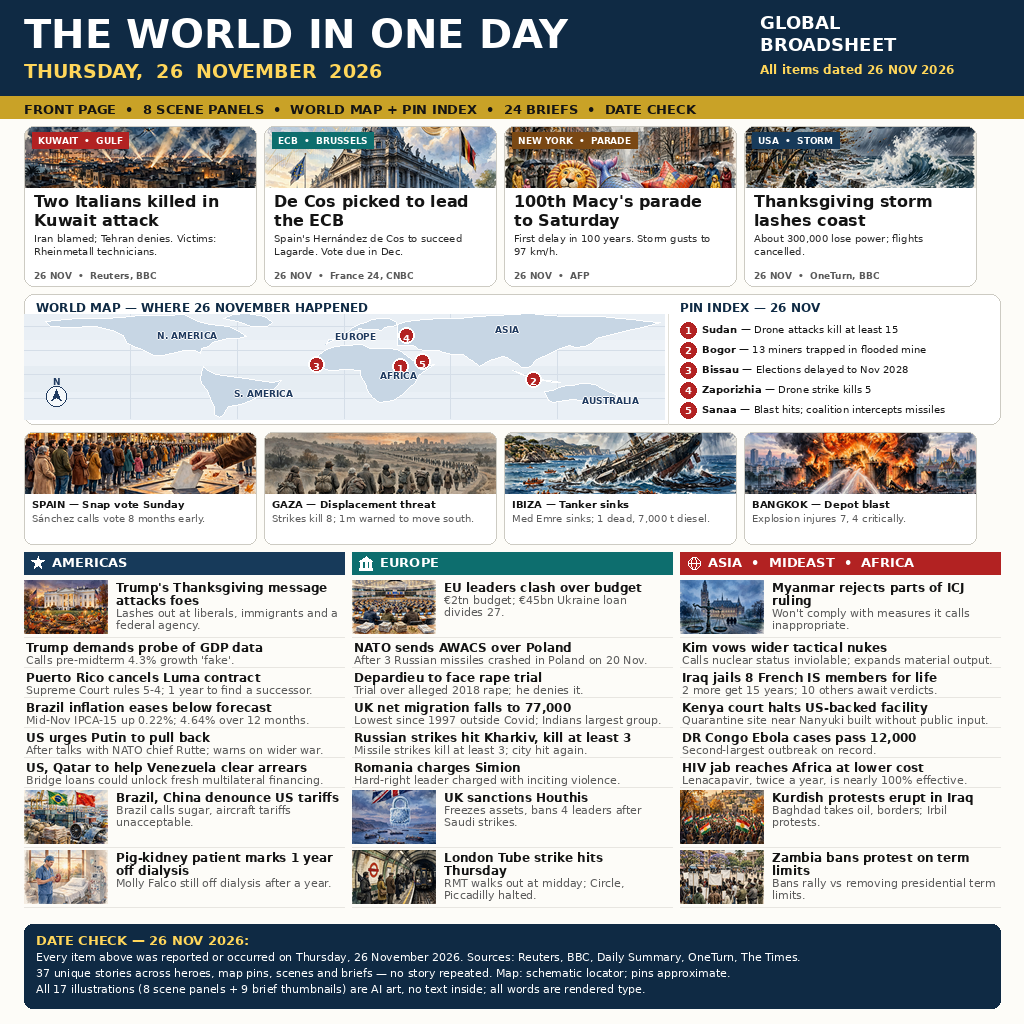 THE WORLD IN ONE DAY
THURSDAY, 26 NOVEMBER 2026
GLOBAL
BROADSHEET
All items dated 26 NOV 2026
FRONT PAGE • 8 SCENE PANELS • WORLD MAP + PIN INDEX • 24 BRIEFS • DATE CHECK
KUWAIT • GULF
Two Italians killed in
Kuwait attack
Iran blamed; Tehran denies. Victims:
Rheinmetall technicians.
26 NOV • Reuters, BBC
ECB • BRUSSELS
De Cos picked to lead
the ECB
Spain's Hernández de Cos to succeed
Lagarde. Vote due in Dec.
26 NOV • France 24, CNBC
NEW YORK • PARADE
100th Macy's parade
to Saturday
First delay in 100 years. Storm gusts to
97 km/h.
26 NOV • AFP
USA • STORM
Thanksgiving storm
lashes coast
About 300,000 lose power; flights
cancelled.
26 NOV • OneTurn, BBC
WORLD MAP — WHERE 26 NOVEMBER HAPPENED
N. AMERICA
EUROPE
ASIA
AFRICA
S. AMERICA
AUSTRALIA
N
1
2
3
4
5
PIN INDEX — 26 NOV
1 Sudan — Drone attacks kill at least 15
2 Bogor — 13 miners trapped in flooded mine
3 Bissau — Elections delayed to Nov 2028
4 Zaporizhia — Drone strike kills 5
5 Sanaa — Blast hits; coalition intercepts missiles
SPAIN — Snap vote Sunday
Sánchez calls vote 8 months early.
GAZA — Displacement threat
Strikes kill 8; 1m warned to move south.
IBIZA — Tanker sinks
Med Emre sinks; 1 dead, 7,000 t diesel.
BANGKOK — Depot blast
Explosion injures 7, 4 critically.
AMERICAS
Trump's Thanksgiving message
attacks foes
Lashes out at liberals, immigrants and a
federal agency.
Trump demands probe of GDP data
Calls pre-midterm 4.3% growth 'fake'.
Puerto Rico cancels Luma contract
Supreme Court rules 5-4; 1 year to find a successor.
Brazil inflation eases below forecast
Mid-Nov IPCA-15 up 0.22%; 4.64% over 12 months.
US urges Putin to pull back
After talks with NATO chief Rutte; warns on wider war.
US, Qatar to help Venezuela clear arrears
Bridge loans could unlock fresh multilateral financing.
Brazil, China denounce US tariffs
Brazil calls sugar, aircraft tariffs
unacceptable.
Pig-kidney patient marks 1 year
off dialysis
Molly Falco still off dialysis after a year.
EUROPE
EU leaders clash over budget
€2tn budget; €45bn Ukraine loan
divides 27.
NATO sends AWACS over Poland
After 3 Russian missiles crashed in Poland on 20 Nov.
Depardieu to face rape trial
Trial over alleged 2018 rape; he denies it.
UK net migration falls to 77,000
Lowest since 1997 outside Covid; Indians largest group.
Russian strikes hit Kharkiv, kill at least 3
Missile strikes kill at least 3; city hit again.
Romania charges Simion
Hard-right leader charged with inciting violence.
UK sanctions Houthis
Freezes assets, bans 4 leaders after
Saudi strikes.
London Tube strike hits
Thursday
RMT walks out at midday; Circle,
Piccadilly halted.
ASIA • MIDEAST • AFRICA
Myanmar rejects parts of ICJ
ruling
Won't comply with measures it calls
inappropriate.
Kim vows wider tactical nukes
Calls nuclear status inviolable; expands material output.
Iraq jails 8 French IS members for life
2 more get 15 years; 10 others await verdicts.
Kenya court halts US-backed facility
Quarantine site near Nanyuki built without public input.
DR Congo Ebola cases pass 12,000
Second-largest outbreak on record.
HIV jab reaches Africa at lower cost
Lenacapavir, twice a year, is nearly 100% effective.
Kurdish protests erupt in Iraq
Baghdad takes oil, borders; Irbil
protests.
Zambia bans protest on term
limits
Bans rally vs removing presidential term
limits.
DATE CHECK — 26 NOV 2026:
Every item above was reported or occurred on Thursday, 26 November 2026. Sources: Reuters, BBC, Daily Summary, OneTurn, The Times.
37 unique stories across heroes, map pins, scenes and briefs — no story repeated. Map: schematic locator; pins approximate.
All 17 illustrations (8 scene panels + 9 brief thumbnails) are AI art, no text inside; all words are rendered type.